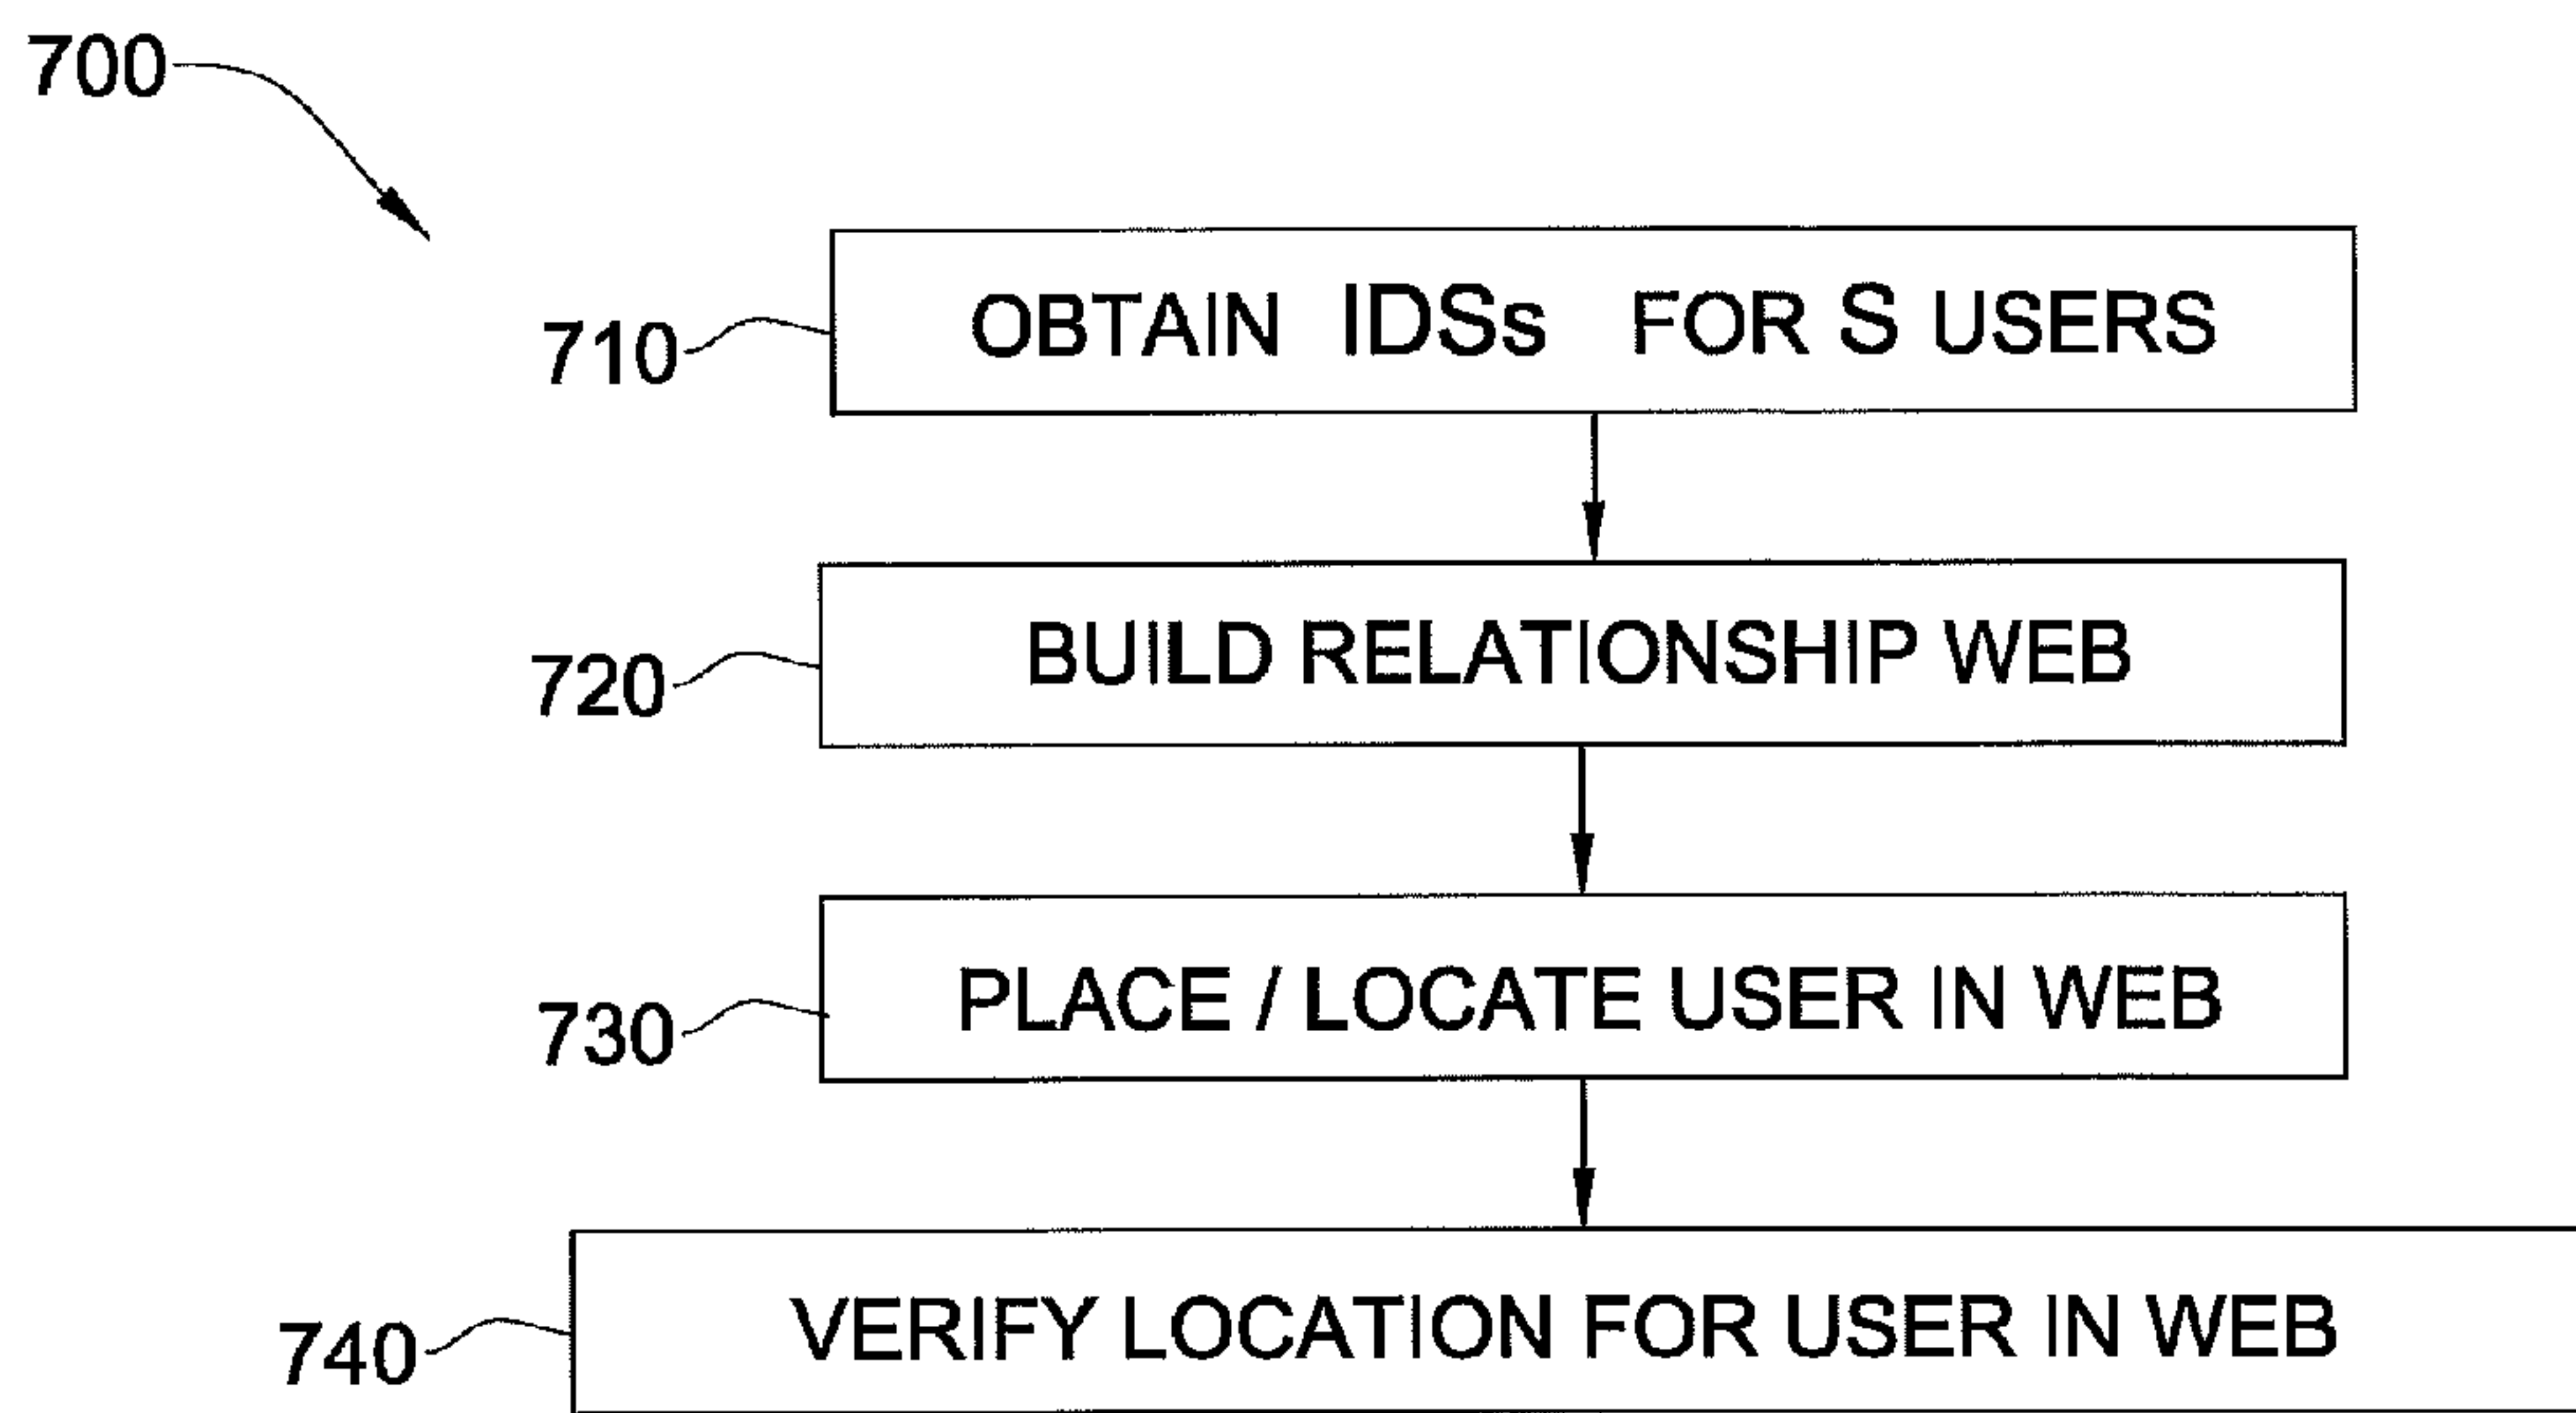 700
710 OBTAIN IDSs FOR S USERS
720 BUILD RELATIONSHIP WEB
730 PLACE / LOCATE USER IN WEB
740 VERIFY LOCATION FOR USER IN WEB